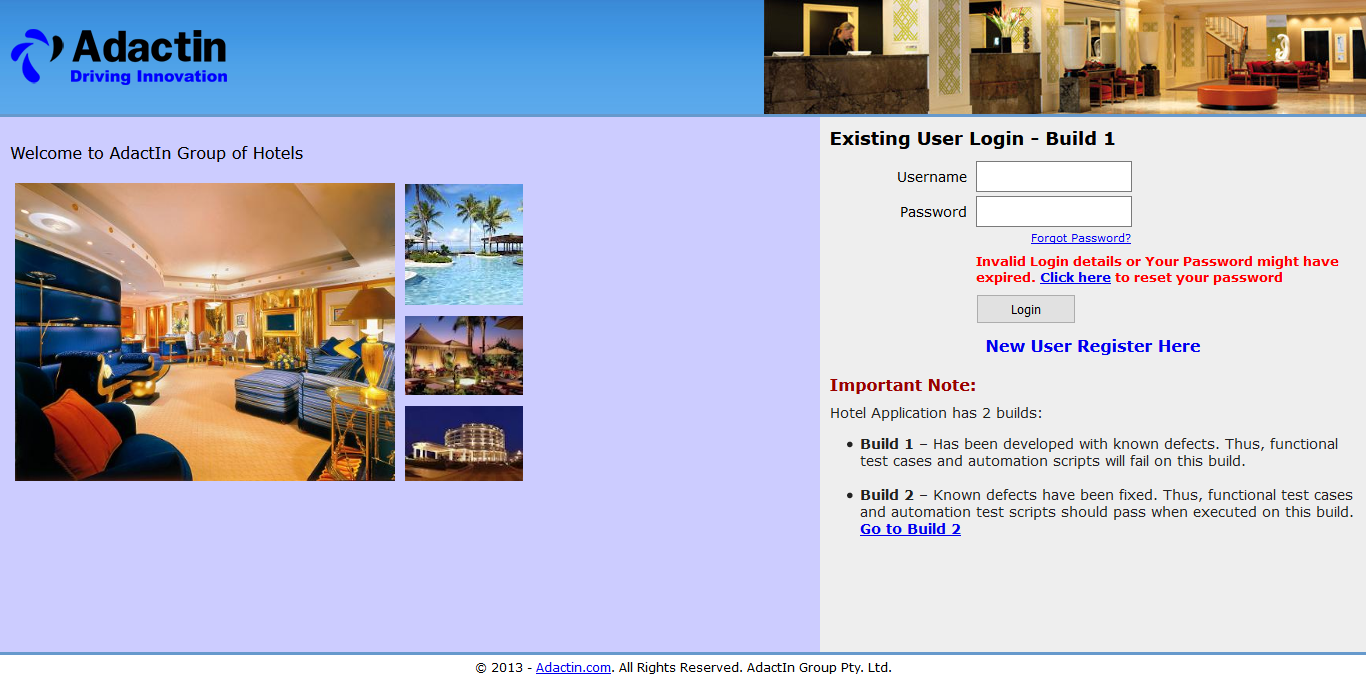 Adactin
Driving Innovation
Welcome to AdactIn Group of Hotels
Existing User Login - Build 1
Username
Password
Forgot Password?
Invalid Login details or Your Password might have
expired. Click here to reset your password
Login
New User Register Here
Important Note:
Hotel Application has 2 builds:
• Build 1 – Has been developed with known defects. Thus, functional
test cases and automation scripts will fail on this build.
• Build 2 – Known defects have been fixed. Thus, functional test cases
and automation test scripts should pass when executed on this build.
Go to Build 2
© 2013 - Adactin.com. All Rights Reserved. AdactIn Group Pty. Ltd.